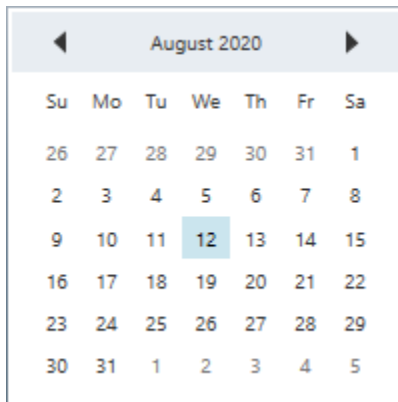 August 2020
Su Mo Tu We Th Fr Sa
26 27 28 29 30 31 1
2 3 4 5 6 7 8
9 10 11 12 13 14 15
16 17 18 19 20 21 22
23 24 25 26 27 28 29
30 31 1 2 3 4 5